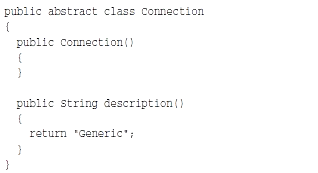 public abstract class Connection
{
  public Connection()
  {
  }

  public String description()
  {
    return "Generic";
  }
}